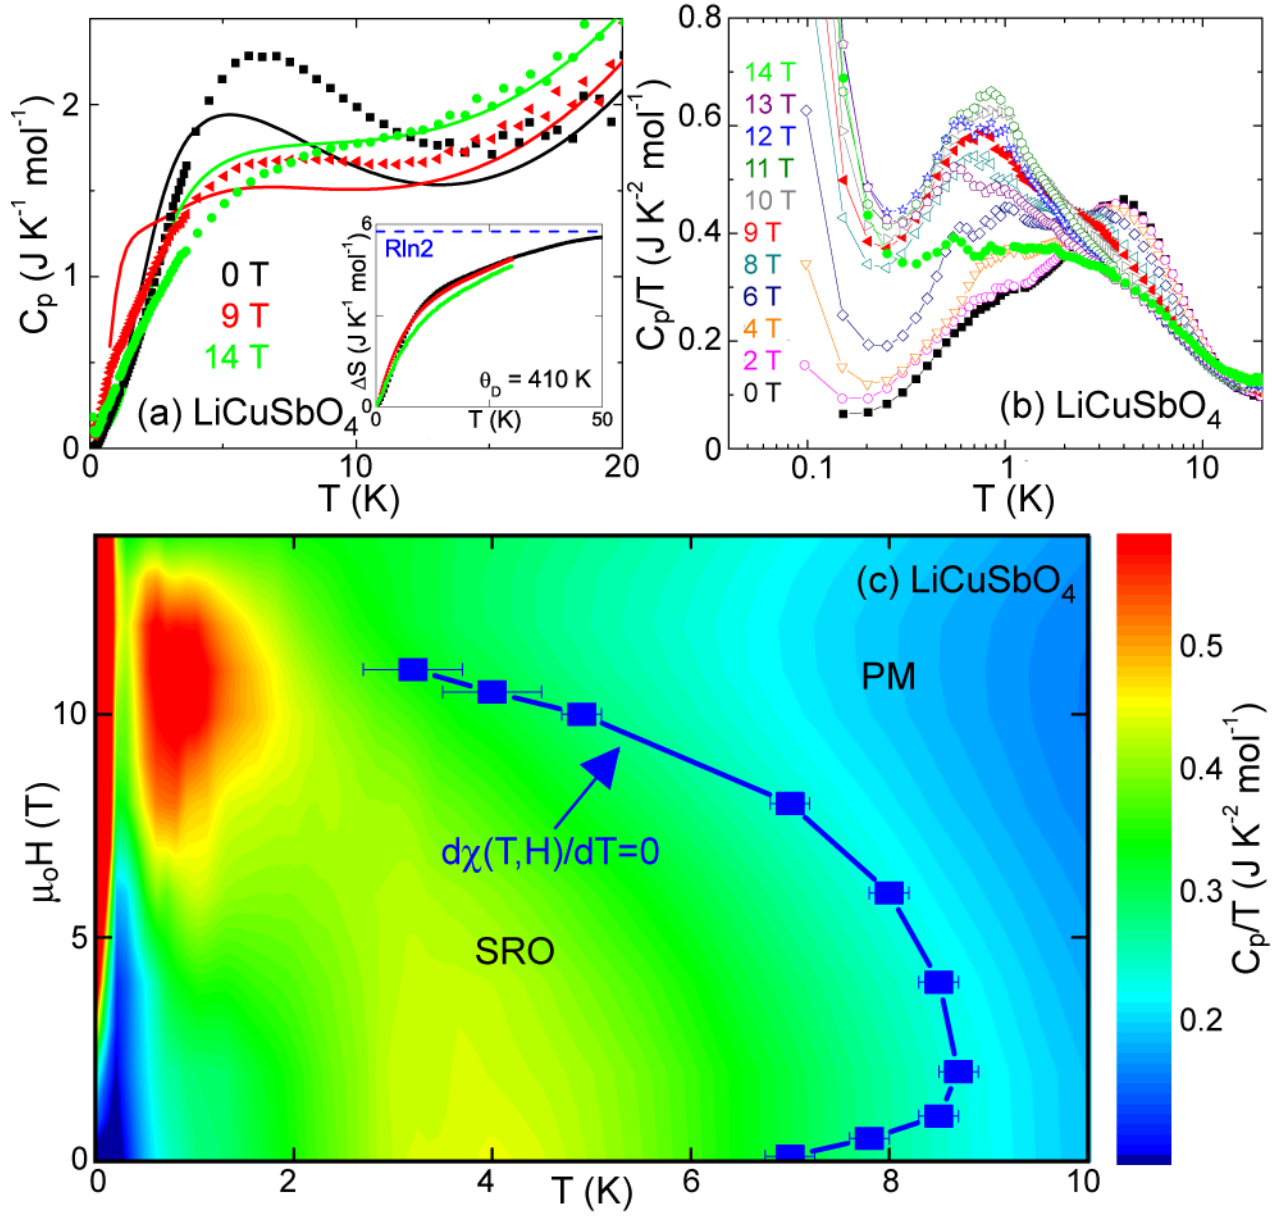 C_p (J K^-1 mol^-1)
2
1
0
0 T
9 T
14 T
(a) LiCuSbO_4
0
10
20
T (K)
6
Rln2
ΔS (J K^-1 mol^-1)
θ_D = 410 K
0
0
T (K)
50
C_p/T (J K^-2 mol^-1)
0.8
0.6
0.4
0.2
0
14 T
13 T
12 T
11 T
10 T
9 T
8 T
6 T
4 T
2 T
0 T
(b) LiCuSbO_4
0.1
1
10
T (K)
(c) LiCuSbO_4
PM
dχ(T,H)/dT=0
SRO
μ_oH (T)
10
5
0
0
2
4
6
8
10
T (K)
0.5
0.4
0.3
0.2
C_p/T (J K^-2 mol^-1)